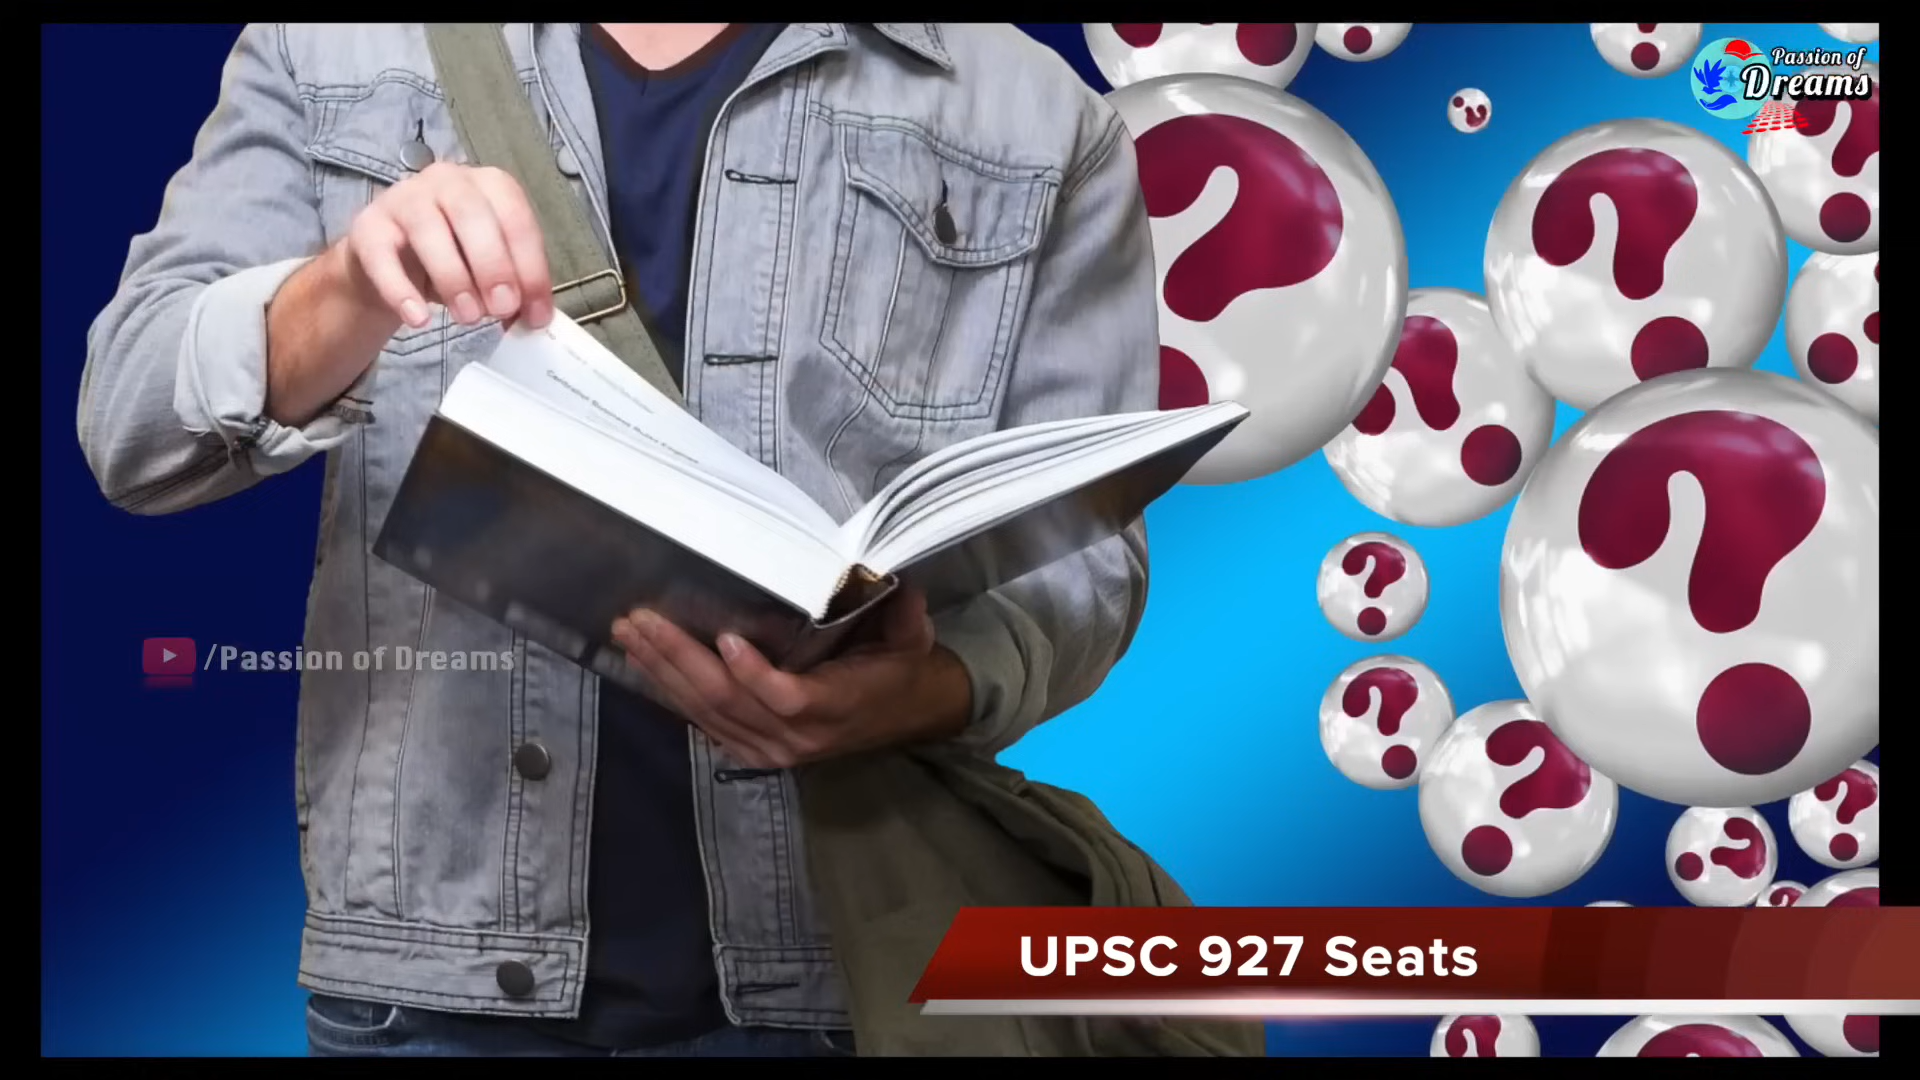 Passion of
Dreams
/Passion of Dreams
UPSC 927 Seats